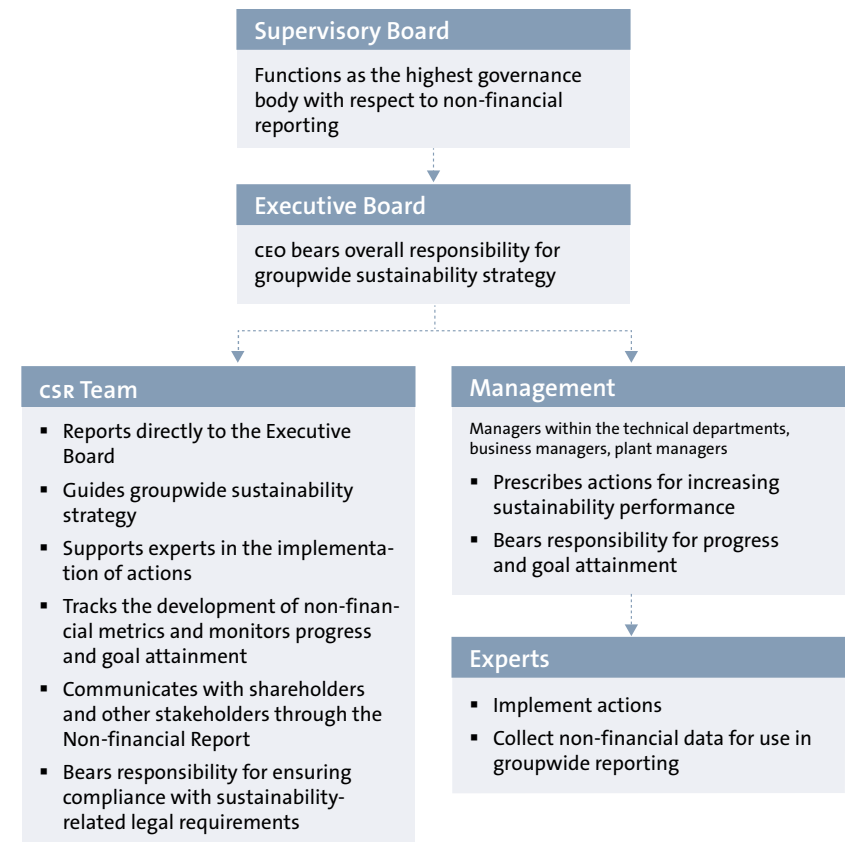 Supervisory Board
Functions as the highest governance
body with respect to non-financial
reporting
Executive Board
CEO bears overall responsibility for
groupwide sustainability strategy
CSR Team
▪ Reports directly to the Executive
Board
▪ Guides groupwide sustainability
strategy
▪ Supports experts in the implementa-
tion of actions
▪ Tracks the development of non-finan-
cial metrics and monitors progress
and goal attainment
▪ Communicates with shareholders
and other stakeholders through the
Non-financial Report
▪ Bears responsibility for ensuring
compliance with sustainability-
related legal requirements
Management
Managers within the technical departments,
business managers, plant managers
▪ Prescribes actions for increasing
sustainability performance
▪ Bears responsibility for progress
and goal attainment
Experts
▪ Implement actions
▪ Collect non-financial data for use in
groupwide reporting